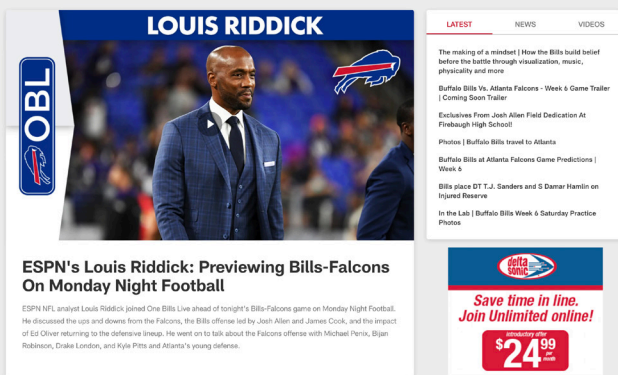 LOUIS RIDDICK
OBL
ESPN's Louis Riddick: Previewing Bills-Falcons
On Monday Night Football
ESPN NFL analyst Louis Riddick joined One Bills Live ahead of tonight's Bills-Falcons game on Monday Night Football.
He discussed the ups and downs from the Falcons, the Bills offense led by Josh Allen and James Cook, and the impact
of Ed Oliver returning to the defensive lineup. He went on to talk about the Falcons offense with Michael Penix, Bijan
Robinson, Drake London, and Kyle Pitts and Atlanta's young defense.
LATEST NEWS VIDEOS
The making of a mindset | How the Bills build belief
before the battle through visualization, music,
physicality and more
Buffalo Bills Vs. Atlanta Falcons - Week 6 Game Trailer
| Coming Soon Trailer
Exclusives From Josh Allen Field Dedication At
Firebaugh High School!
Photos | Buffalo Bills travel to Atlanta
Buffalo Bills at Atlanta Falcons Game Predictions |
Week 6
Bills place DT T.J. Sanders and S Damar Hamlin on
Injured Reserve
In the Lab | Buffalo Bills Week 6 Saturday Practice
Photos
delta
sonic
Save time in line.
Join Unlimited online!
introductory offer
$24.99
per
month